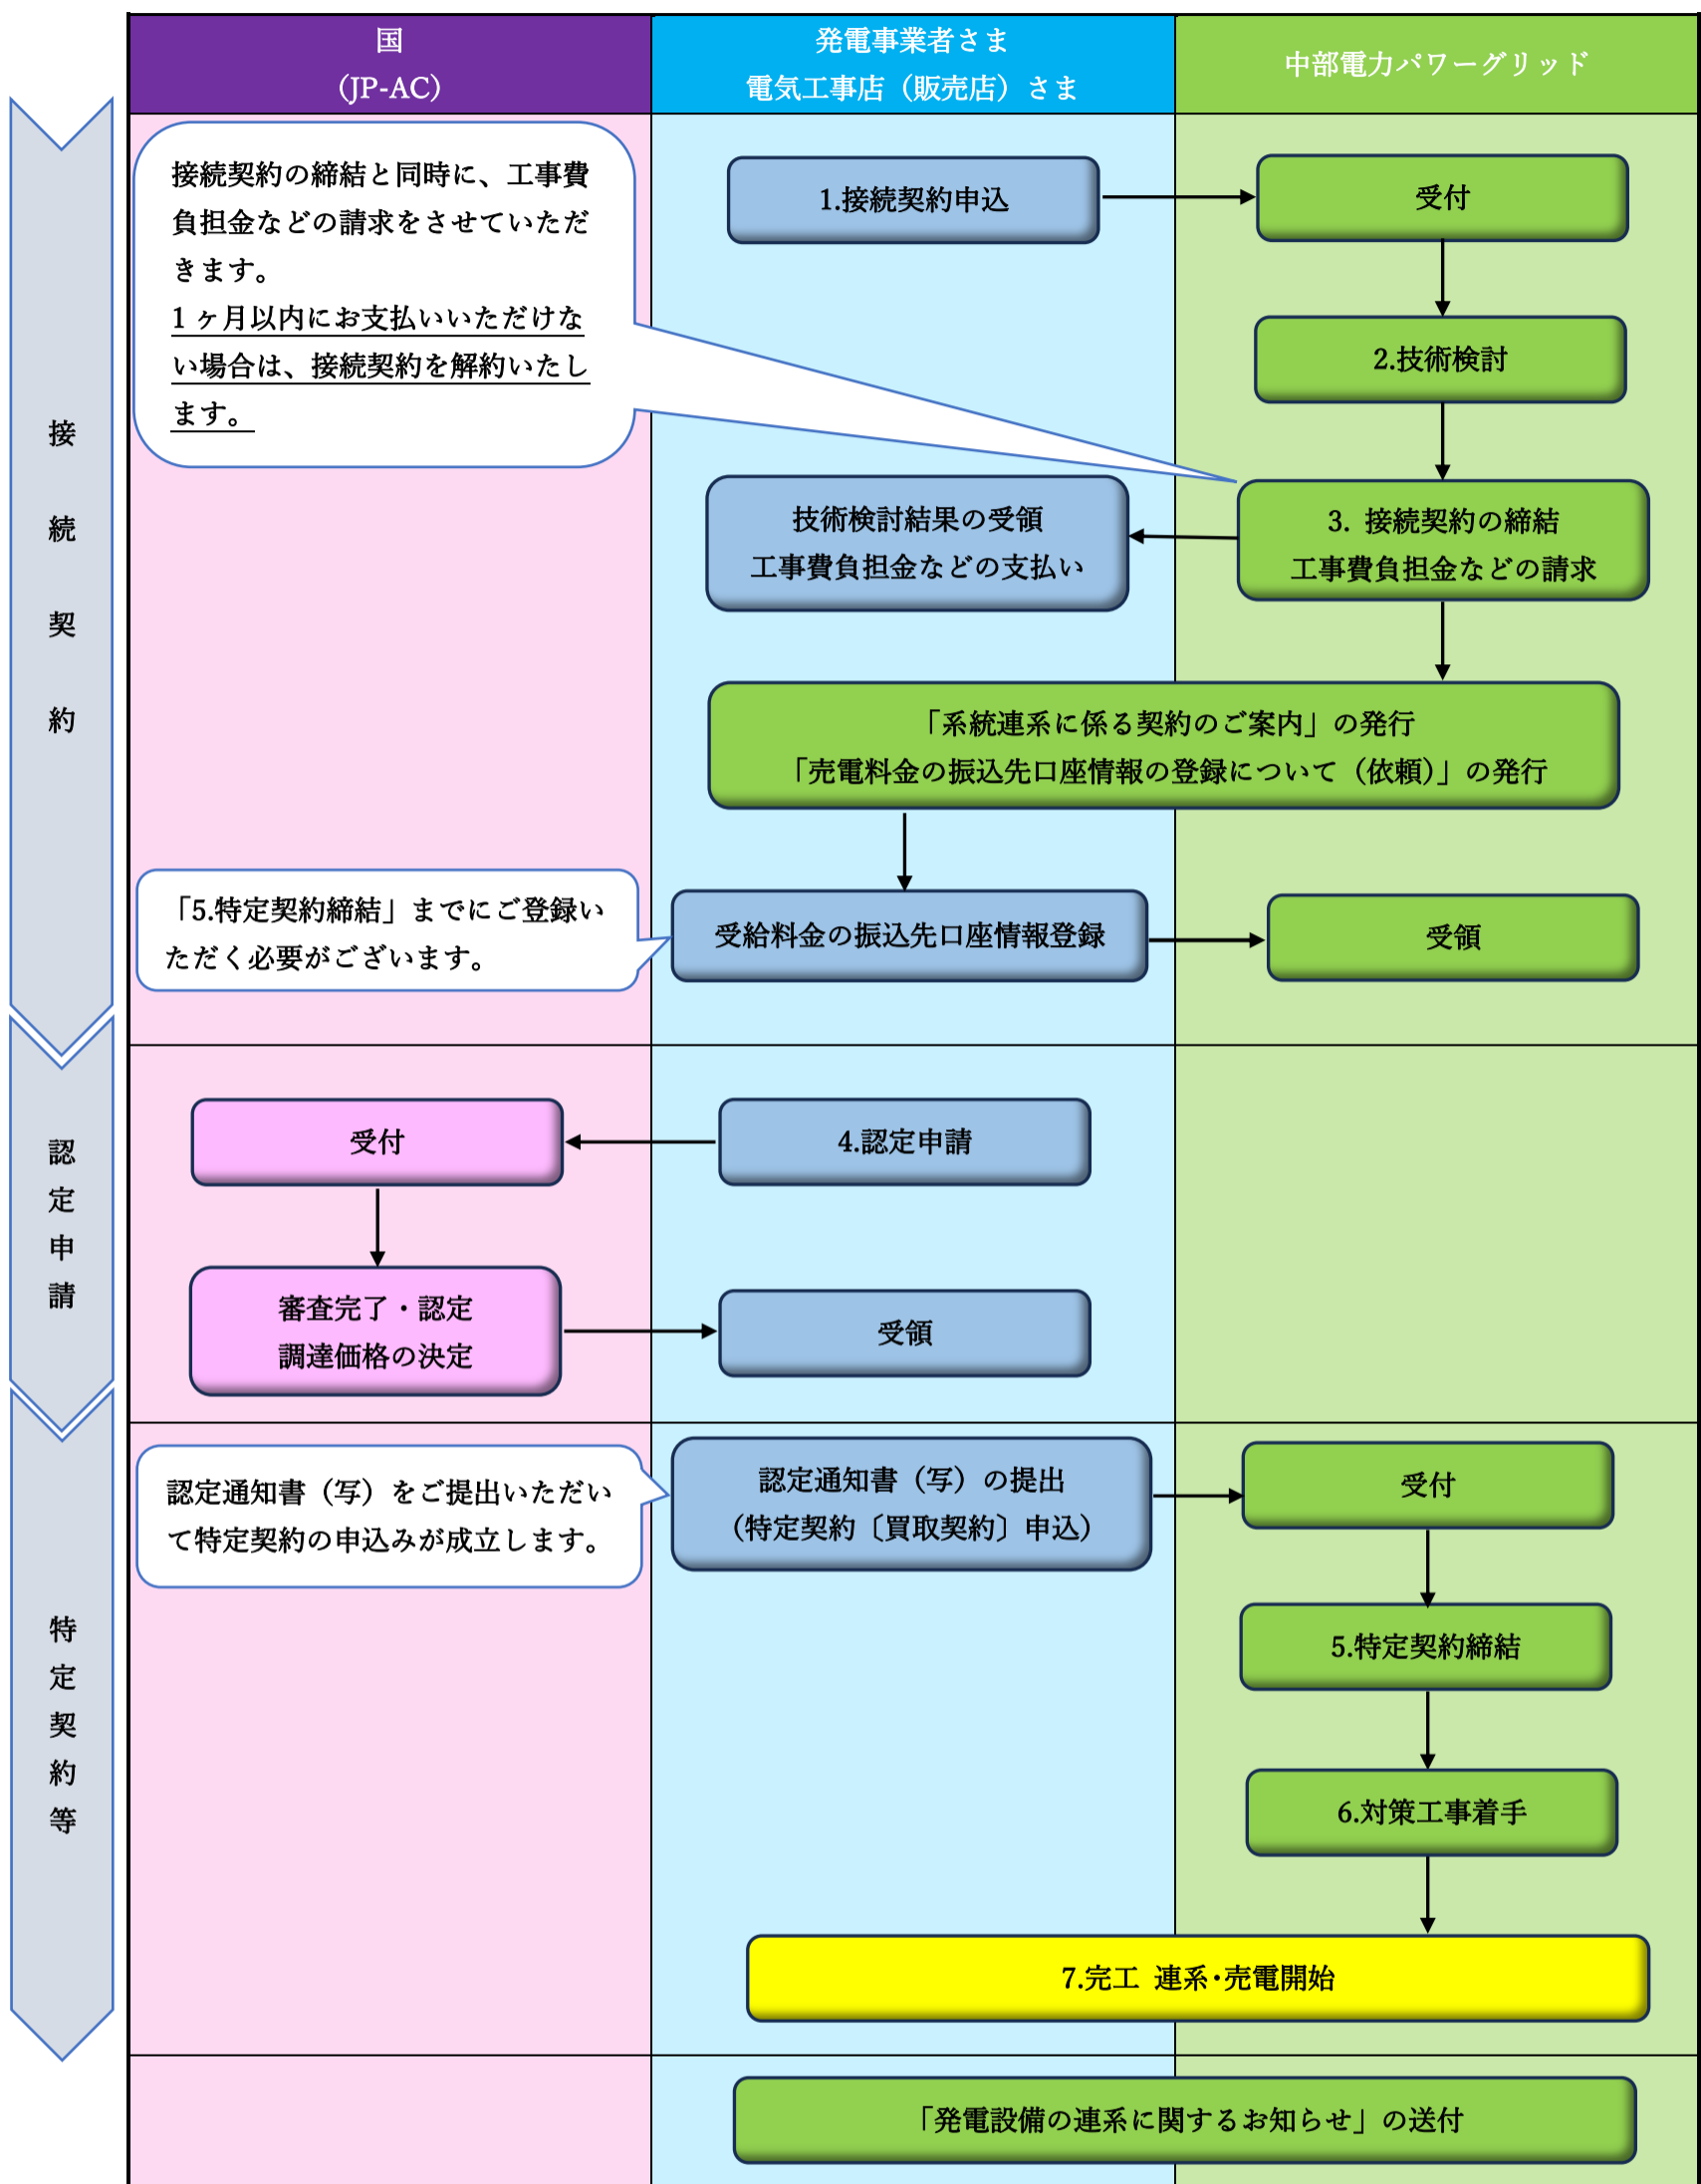 国
（JP-AC）
発電事業者さま
電気工事店（販売店）さま
中部電力パワーグリッド
接続契約
接続契約の締結と同時に、工事費
負担金などの請求をさせていただ
きます。
1 ヶ月以内にお支払いいただけな
い場合は、接続契約を解約いたし
ます。
1.接続契約申込
受付
2.技術検討
技術検討結果の受領
工事費負担金などの支払い
3. 接続契約の締結
工事費負担金などの請求
「系統連系に係る契約のご案内」の発行
「売電料金の振込先口座情報の登録について（依頼）」の発行
「5.特定契約締結」までにご登録い
ただく必要がございます。
受給料金の振込先口座情報登録
受領
認定申請
受付
4.認定申請
審査完了・認定
調達価格の決定
受領
特定契約等
認定通知書（写）をご提出いただい
て特定契約の申込みが成立します。
認定通知書（写）の提出
（特定契約〔買取契約〕申込）
受付
5.特定契約締結
6.対策工事着手
7.完工 連系･売電開始
「発電設備の連系に関するお知らせ」の送付